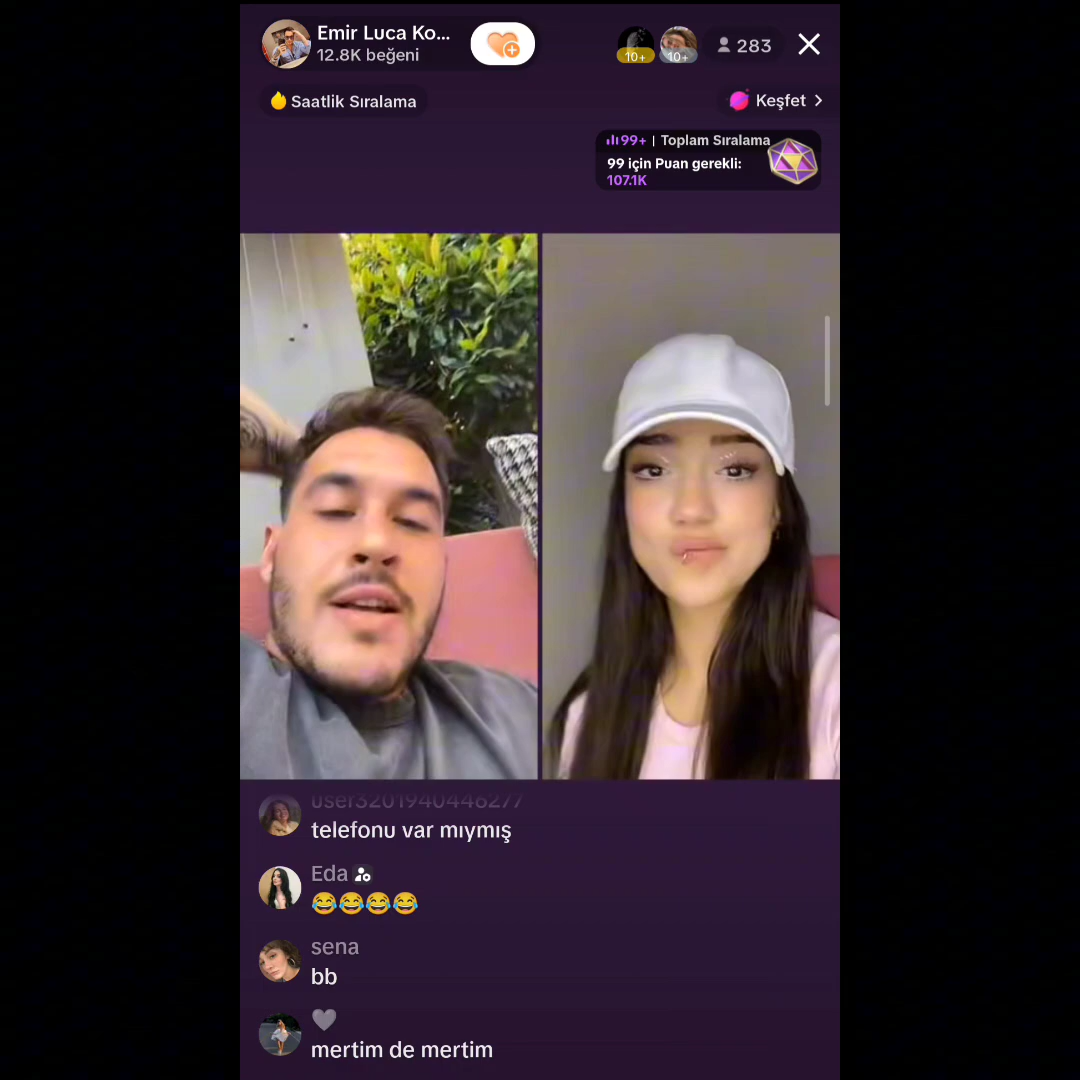 Emir Luca Ko...
12.8K beğeni
10+
10+
283
Saatlik Sıralama
Keşfet
99+ | Toplam Sıralama
99 için Puan gerekli:
107.1K
user3201940446277
telefonu var mıymış
Eda
😂😂😂😂
sena
bb
🩶
mertim de mertim